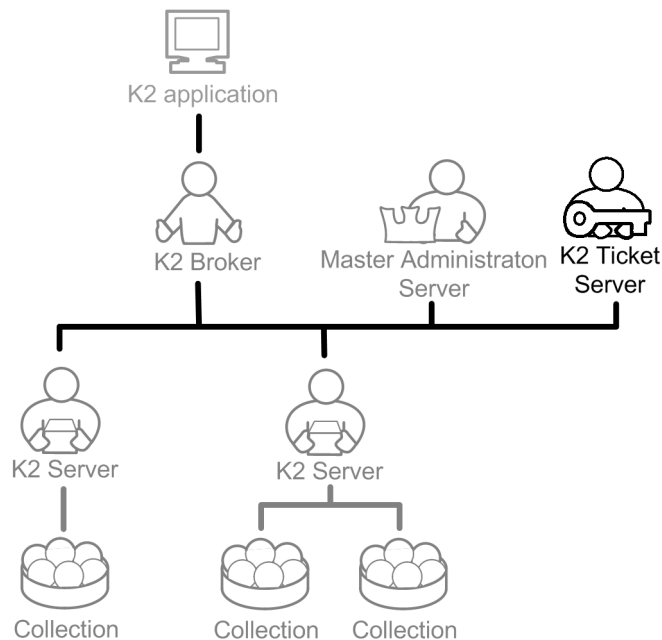 K2 application
K2 Broker
Master Administraton
Server
K2 Ticket
Server
K2 Server
K2 Server
Collection
Collection
Collection